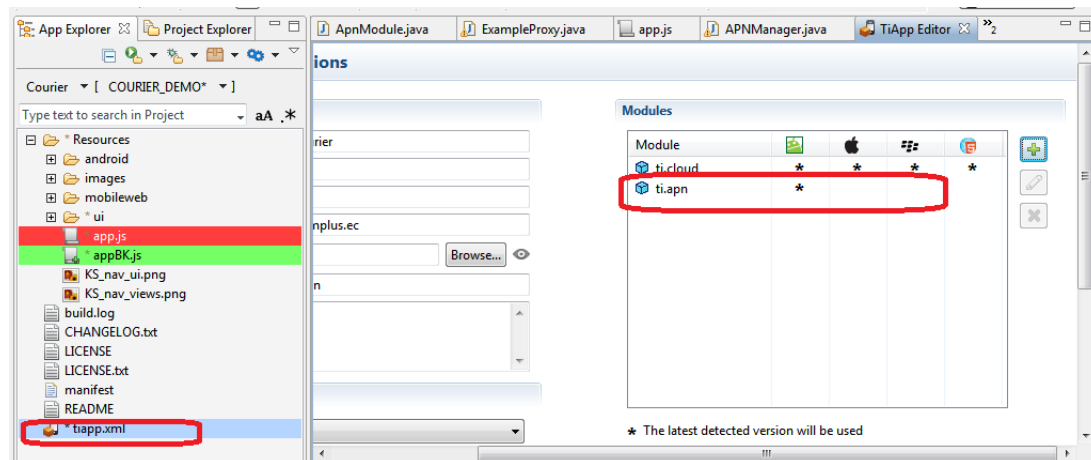 App Explorer
Project Explorer
ApnModule.java
ExampleProxy.java
app.js
APNManager.java
TiApp Editor
»2
ions
Courier
[ COURIER_DEMO* ]
Type text to search in Project
aA .*
* Resources
android
images
mobileweb
* ui
* app.js
* appBK.js
KS_nav_ui.png
KS_nav_views.png
build.log
CHANGELOG.txt
LICENSE
LICENSE.txt
manifest
README
* tiapp.xml
rier
nplus.ec
Browse...
n
Modules
Module
ti.cloud * * * *
ti.apn *
* The latest detected version will be used